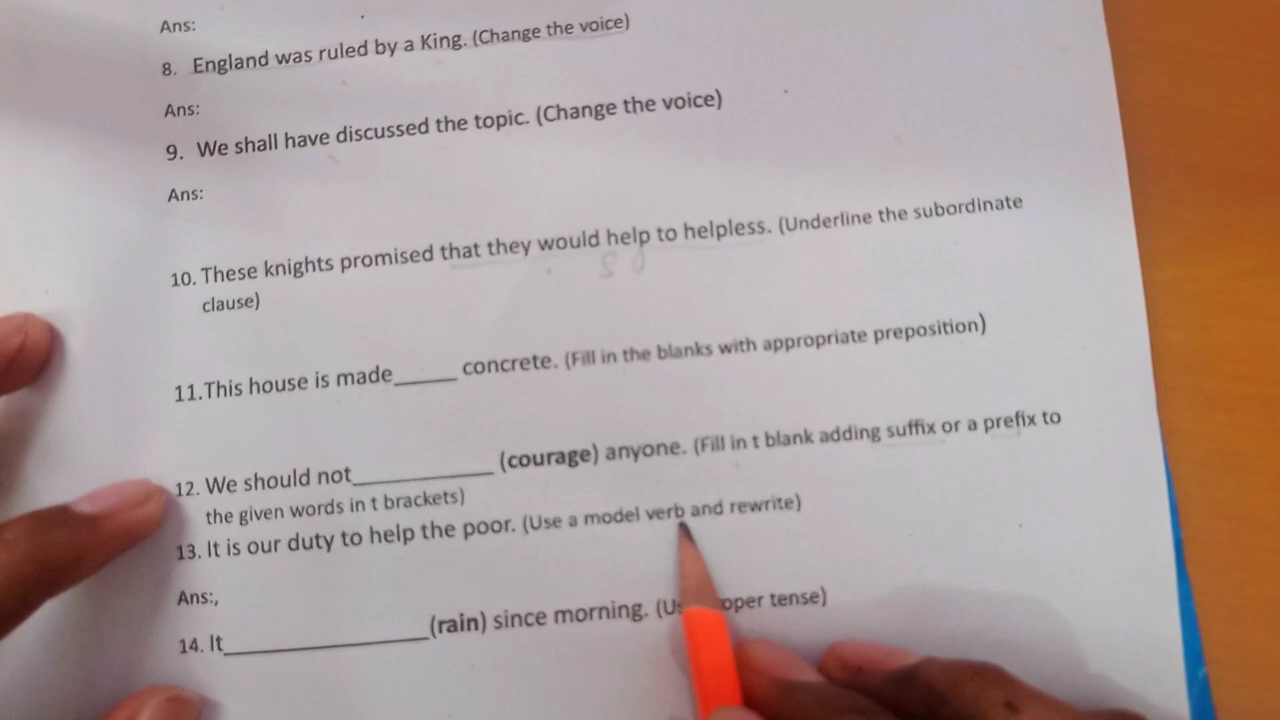 Ans:
8. England was ruled by a King. (Change the voice)
Ans:
9. We shall have discussed the topic. (Change the voice)
Ans:
10. These knights promised that they would help to helpless. (Underline the subordinate
clause)
11.This house is made_____ concrete. (Fill in the blanks with appropriate preposition)
12. We should not____________ (courage) anyone. (Fill in t blank adding suffix or a prefix to
the given words in t brackets)
13. It is our duty to help the poor. (Use a model verb and rewrite)
Ans:,
14. It_________________(rain) since morning. tense)